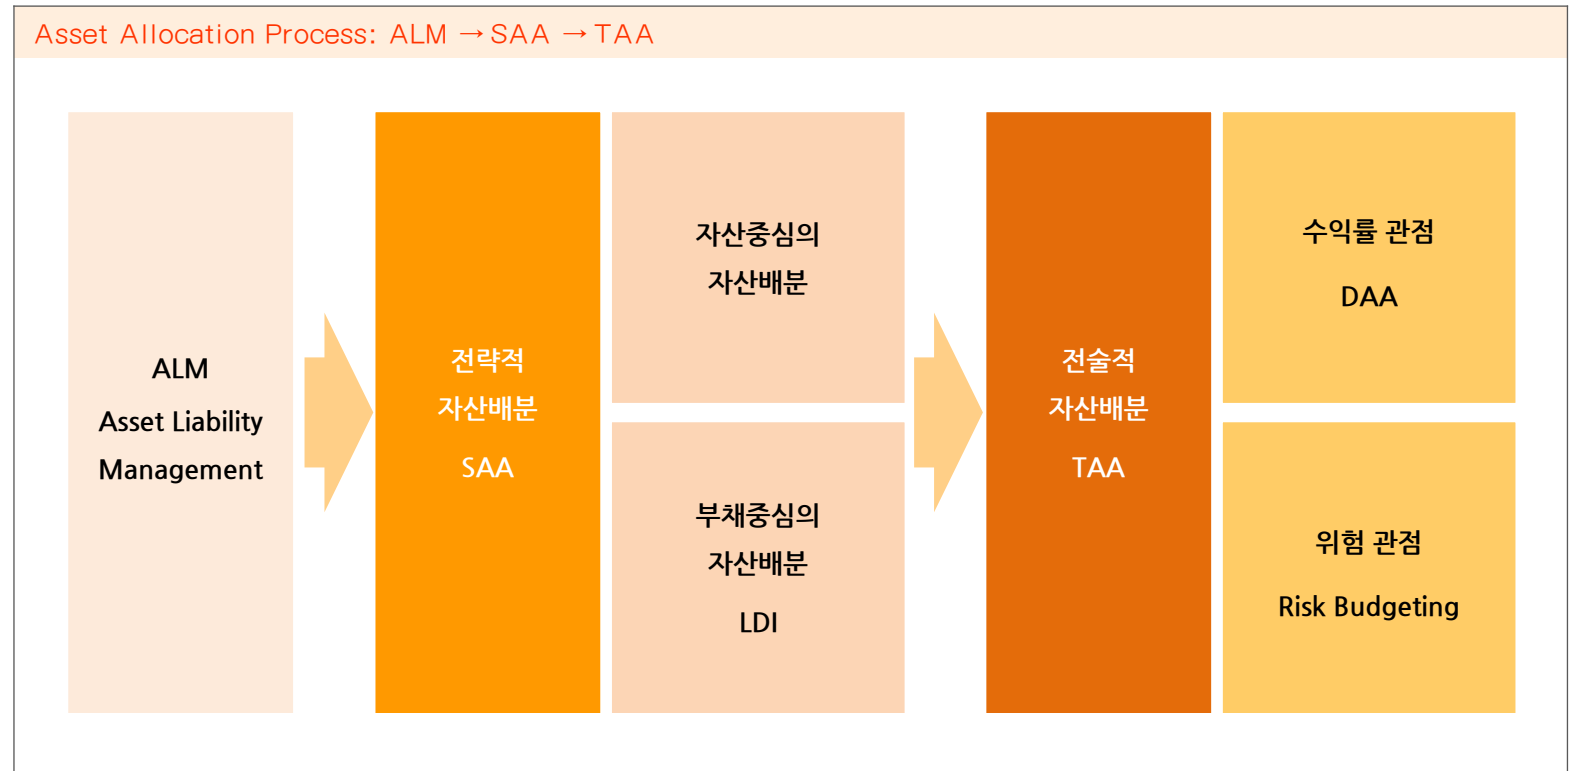 Asset Allocation Process: ALM → SAA → TAA
ALM
Asset Liability
Management
전략적
자산배분
SAA
자산중심의
자산배분
부채중심의
자산배분
LDI
전술적
자산배분
TAA
수익률 관점
DAA
위험 관점
Risk Budgeting